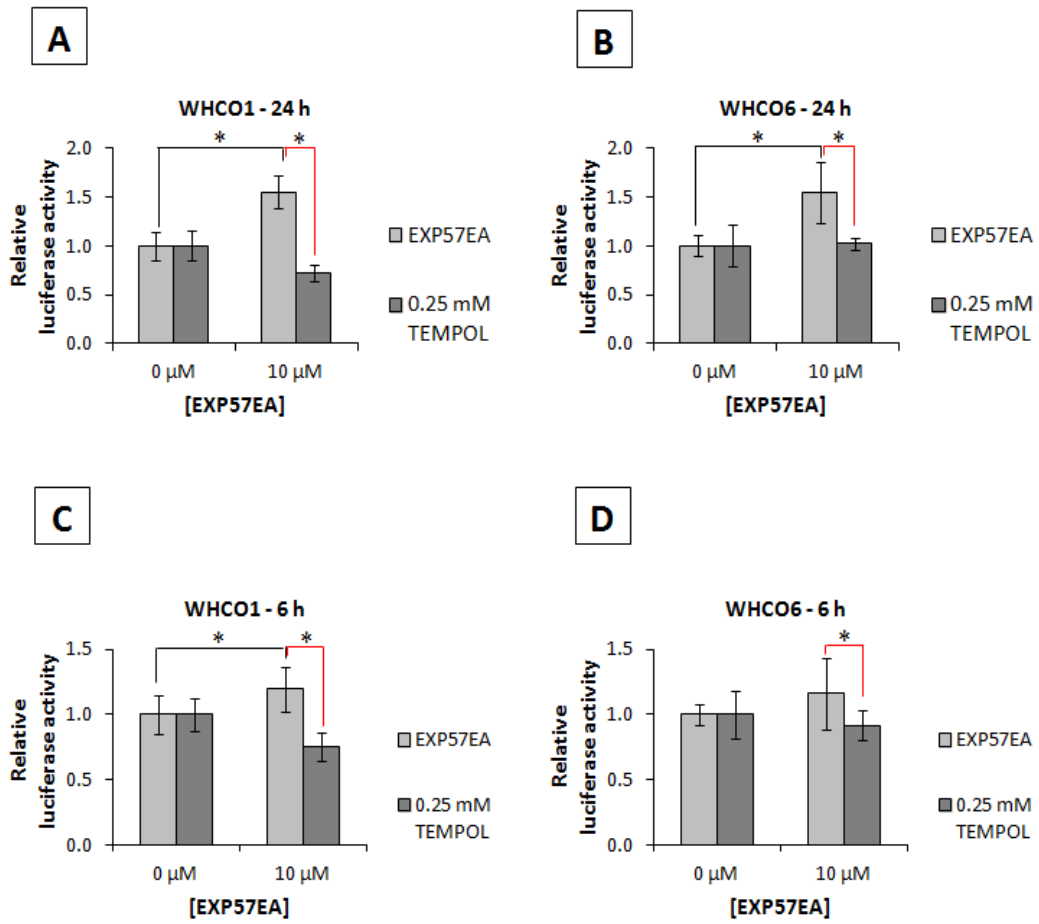 A
WHCO1 - 24 h
* *
Relative
luciferase activity
2.0
1.5
1.0
0.5
0.0
0 µM 10 µM
[EXP57EA]
EXP57EA
0.25 mM
TEMPOL
B
WHCO6 - 24 h
* *
Relative
luciferase activity
2.0
1.5
1.0
0.5
0.0
0 µM 10 µM
[EXP57EA]
EXP57EA
0.25 mM
TEMPOL
C
WHCO1 - 6 h
* *
Relative
luciferase activity
1.5
1.0
0.5
0.0
0 µM 10 µM
[EXP57EA]
EXP57EA
0.25 mM
TEMPOL
D
WHCO6 - 6 h
*
Relative
luciferase activity
1.5
1.0
0.5
0.0
0 µM 10 µM
[EXP57EA]
EXP57EA
0.25 mM
TEMPOL